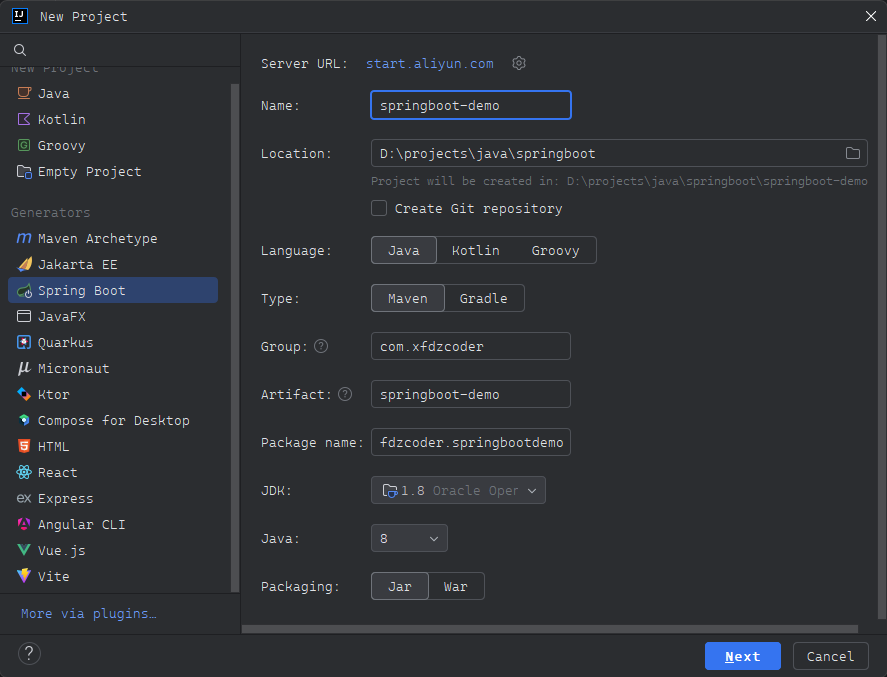 New Project
New Project
Java
Kotlin
Groovy
Empty Project
Generators
Maven Archetype
Jakarta EE
Spring Boot
JavaFX
Quarkus
Micronaut
Ktor
Compose for Desktop
HTML
React
Express
Angular CLI
Vue.js
Vite
More via plugins…
Server URL: start.aliyun.com
Name: springboot-demo
Location: D:\projects\java\springboot
Project will be created in: D:\projects\java\springboot\springboot-demo
Create Git repository
Language: Java Kotlin Groovy
Type: Maven Gradle
Group: com.xfdzcoder
Artifact: springboot-demo
Package name: fdzcoder.springbootdemo
JDK: 1.8 Oracle Oper
Java: 8
Packaging: Jar War
? Next Cancel